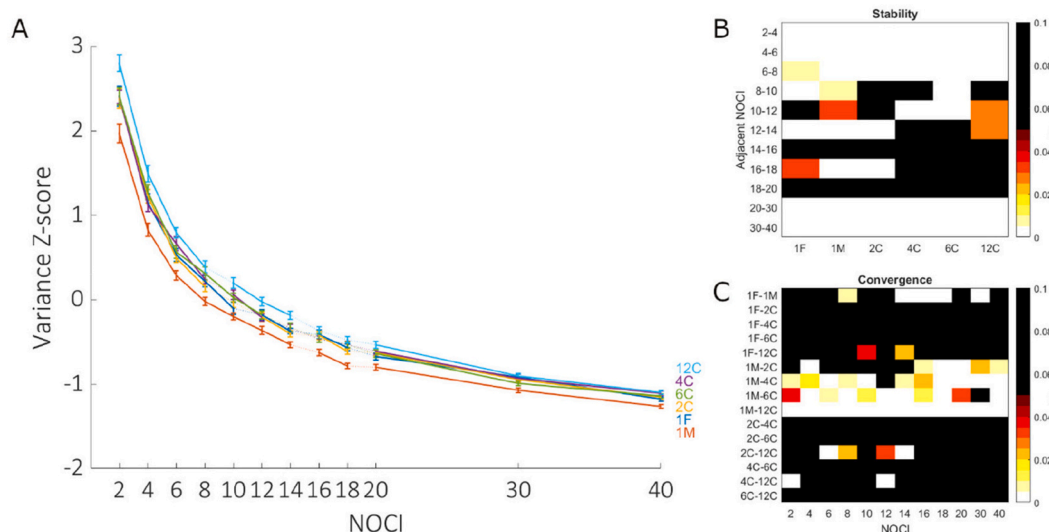 A
Variance Z-score
3
2
1
0
-1
-2
2 4 6 8 10 12 14 16 18 20 30 40
NOCI
12C
4C
6C
2C
1F
1M
B
Stability
Adjacent NOCI
2-4
4-6
6-8
8-10
10-12
12-14
14-16
16-18
18-20
20-30
30-40
1F 1M 2C 4C 6C 12C
0.1
0.08
0.06
0.04
0.02
0
C
Convergence
1F-1M
1F-2C
1F-4C
1F-6C
1F-12C
1M-2C
1M-4C
1M-6C
1M-12C
2C-4C
2C-6C
2C-12C
4C-6C
4C-12C
6C-12C
2 4 6 8 10 12 14 16 18 20 30 40
NOCI
0.1
0.08
0.06
0.04
0.02
0